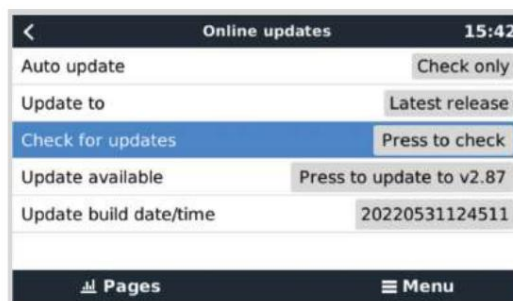 Online updates 15:42
Auto update Check only
Update to Latest release
Check for updates Press to check
Update available Press to update to v2.87
Update build date/time 20220531124511
Pages Menu